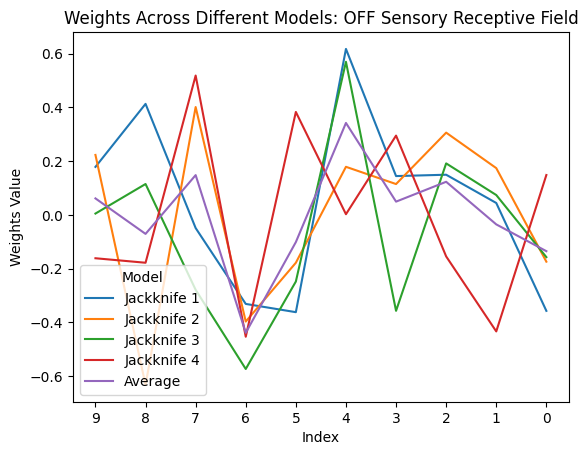 Weights Across Different Models: OFF Sensory Receptive Field
0.6
0.4
0.2
0.0
−0.2
−0.4
−0.6
Weights Value
Model
Jackknife 1
Jackknife 2
Jackknife 3
Jackknife 4
Average
9 8 7 6 5 4 3 2 1 0
Index